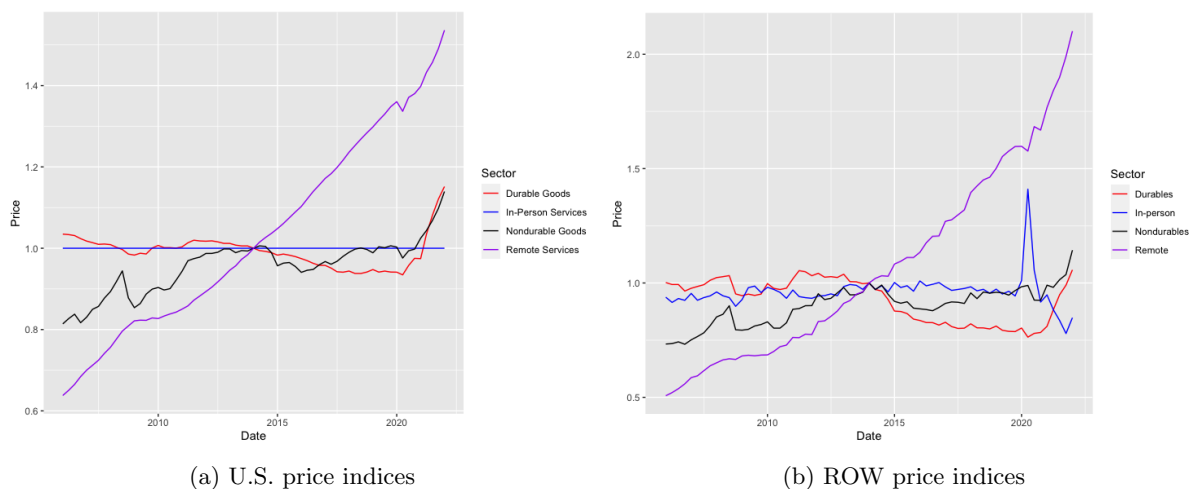 1.4
1.2
1.0
0.8
0.6
Price
2010
2015
2020
Date
Sector
Durable Goods
In-Person Services
Nondurable Goods
Remote Services
(a) U.S. price indices
2.0
1.5
1.0
0.5
Price
2010
2015
2020
Date
Sector
Durables
In-person
Nondurables
Remote
(b) ROW price indices